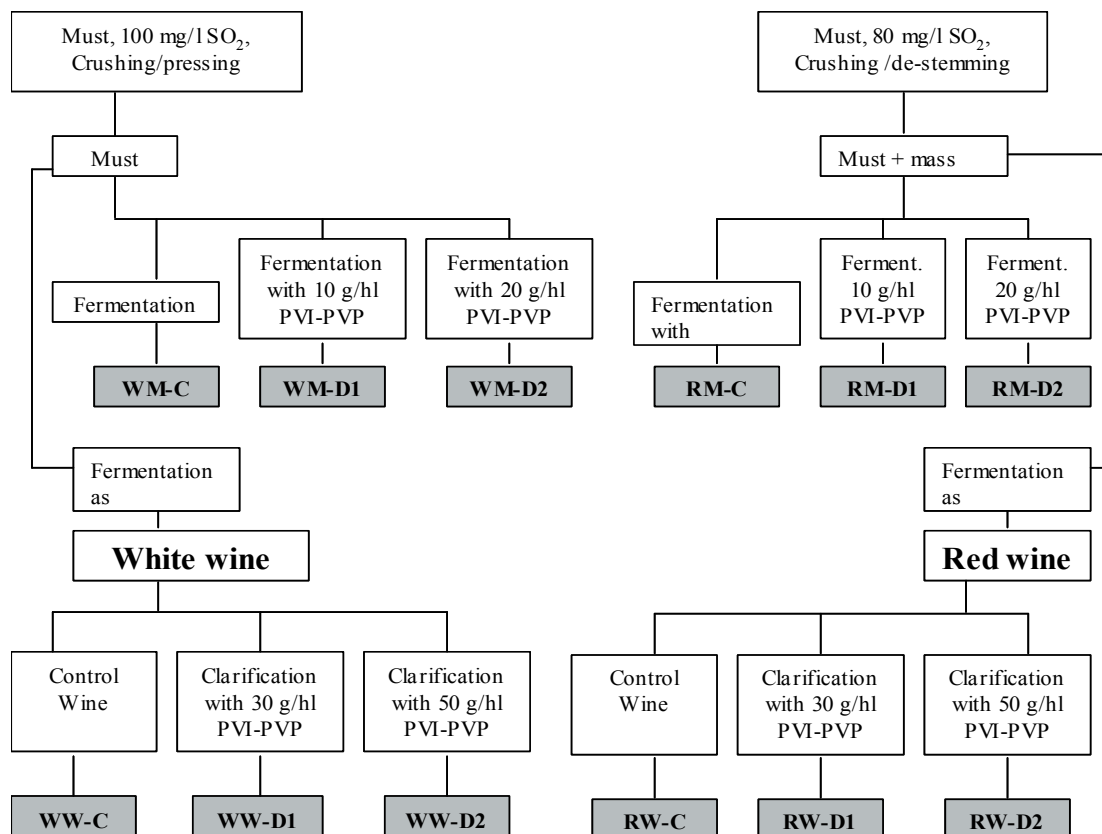 Must, 100 mg/l SO₂,
Crushing/pressing
Must, 80 mg/l SO₂,
Crushing /de-stemming
Must
Must + mass
Fermentation
Fermentation
with 10 g/hl
PVI-PVP
Fermentation
with 20 g/hl
PVI-PVP
Fermentation
with
Ferment.
10 g/hl
PVI-PVP
Ferment.
20 g/hl
PVI-PVP
WM-C
WM-D1
WM-D2
RM-C
RM-D1
RM-D2
Fermentation
as
Fermentation
as
White wine
Red wine
Control
Wine
Clarification
with 30 g/hl
PVI-PVP
Clarification
with 50 g/hl
PVI-PVP
Control
Wine
Clarification
with 30 g/hl
PVI-PVP
Clarification
with 50 g/hl
PVI-PVP
WW-C
WW-D1
WW-D2
RW-C
RW-D1
RW-D2